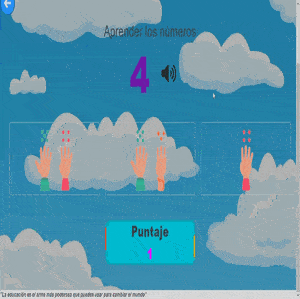 Aprender los números
4
Puntaje
1
"La educación es el arma más poderosa que puedes usar para cambiar el mundo"